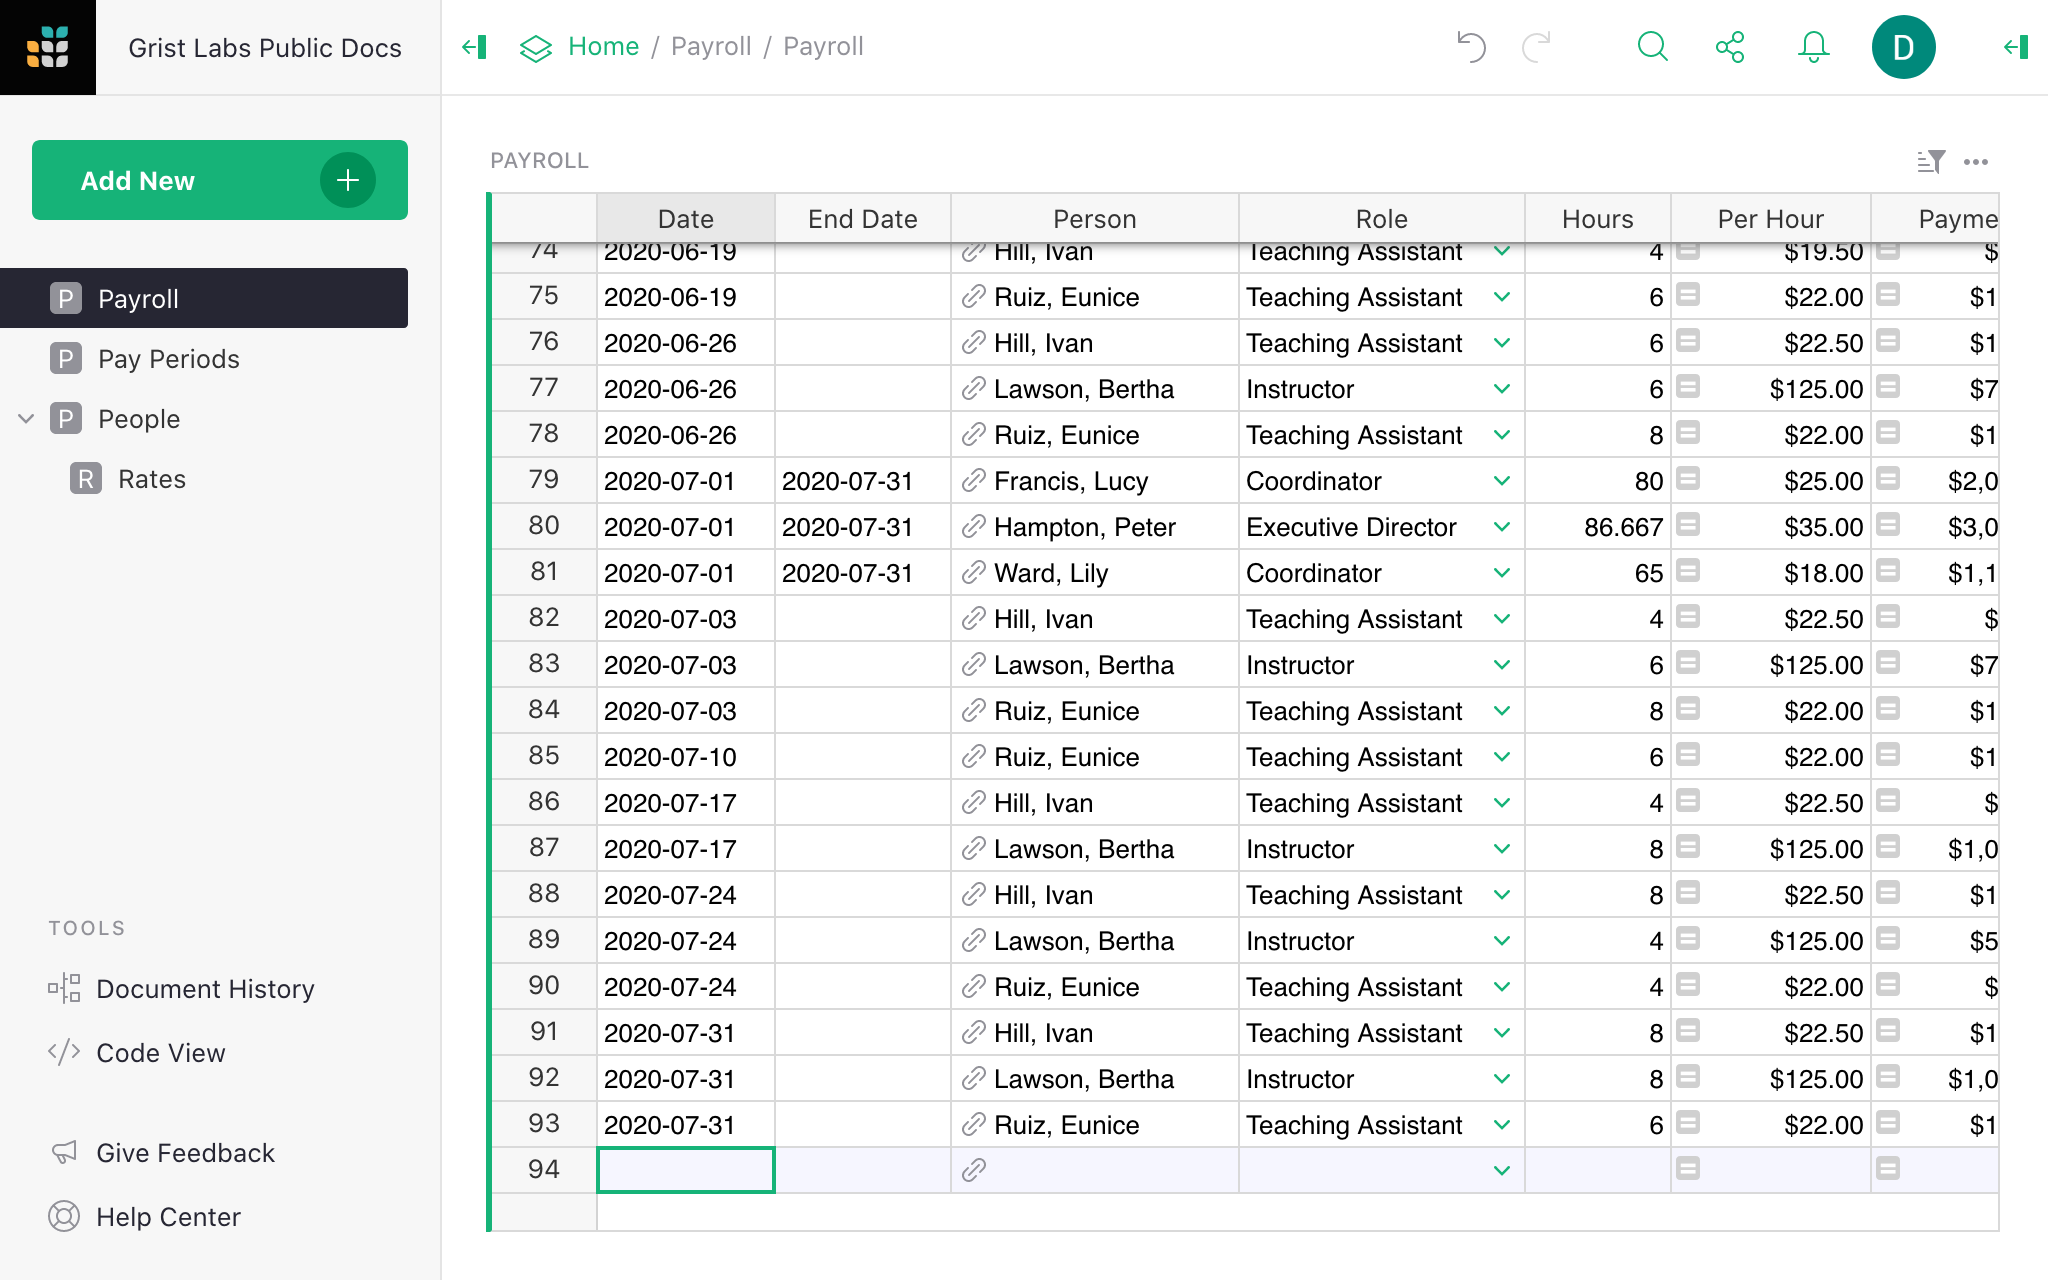 Grist Labs Public Docs
Home / Payroll / Payroll
D
Add New
P Payroll
P Pay Periods
P People
R Rates
TOOLS
Document History
Code View
Give Feedback
Help Center
PAYROLL
Date End Date Person Role Hours Per Hour Payme
74 2020-06-19 Hill, Ivan Teaching Assistant 4 $19.50 $
75 2020-06-19 Ruiz, Eunice Teaching Assistant 6 $22.00 $1
76 2020-06-26 Hill, Ivan Teaching Assistant 6 $22.50 $1
77 2020-06-26 Lawson, Bertha Instructor 6 $125.00 $7
78 2020-06-26 Ruiz, Eunice Teaching Assistant 8 $22.00 $1
79 2020-07-01 2020-07-31 Francis, Lucy Coordinator 80 $25.00 $2,0
80 2020-07-01 2020-07-31 Hampton, Peter Executive Director 86.667 $35.00 $3,0
81 2020-07-01 2020-07-31 Ward, Lily Coordinator 65 $18.00 $1,1
82 2020-07-03 Hill, Ivan Teaching Assistant 4 $22.50 $
83 2020-07-03 Lawson, Bertha Instructor 6 $125.00 $7
84 2020-07-03 Ruiz, Eunice Teaching Assistant 8 $22.00 $1
85 2020-07-10 Ruiz, Eunice Teaching Assistant 6 $22.00 $1
86 2020-07-17 Hill, Ivan Teaching Assistant 4 $22.50 $
87 2020-07-17 Lawson, Bertha Instructor 8 $125.00 $1,0
88 2020-07-24 Hill, Ivan Teaching Assistant 8 $22.50 $1
89 2020-07-24 Lawson, Bertha Instructor 4 $125.00 $5
90 2020-07-24 Ruiz, Eunice Teaching Assistant 4 $22.00 $
91 2020-07-31 Hill, Ivan Teaching Assistant 8 $22.50 $1
92 2020-07-31 Lawson, Bertha Instructor 8 $125.00 $1,0
93 2020-07-31 Ruiz, Eunice Teaching Assistant 6 $22.00 $1
94